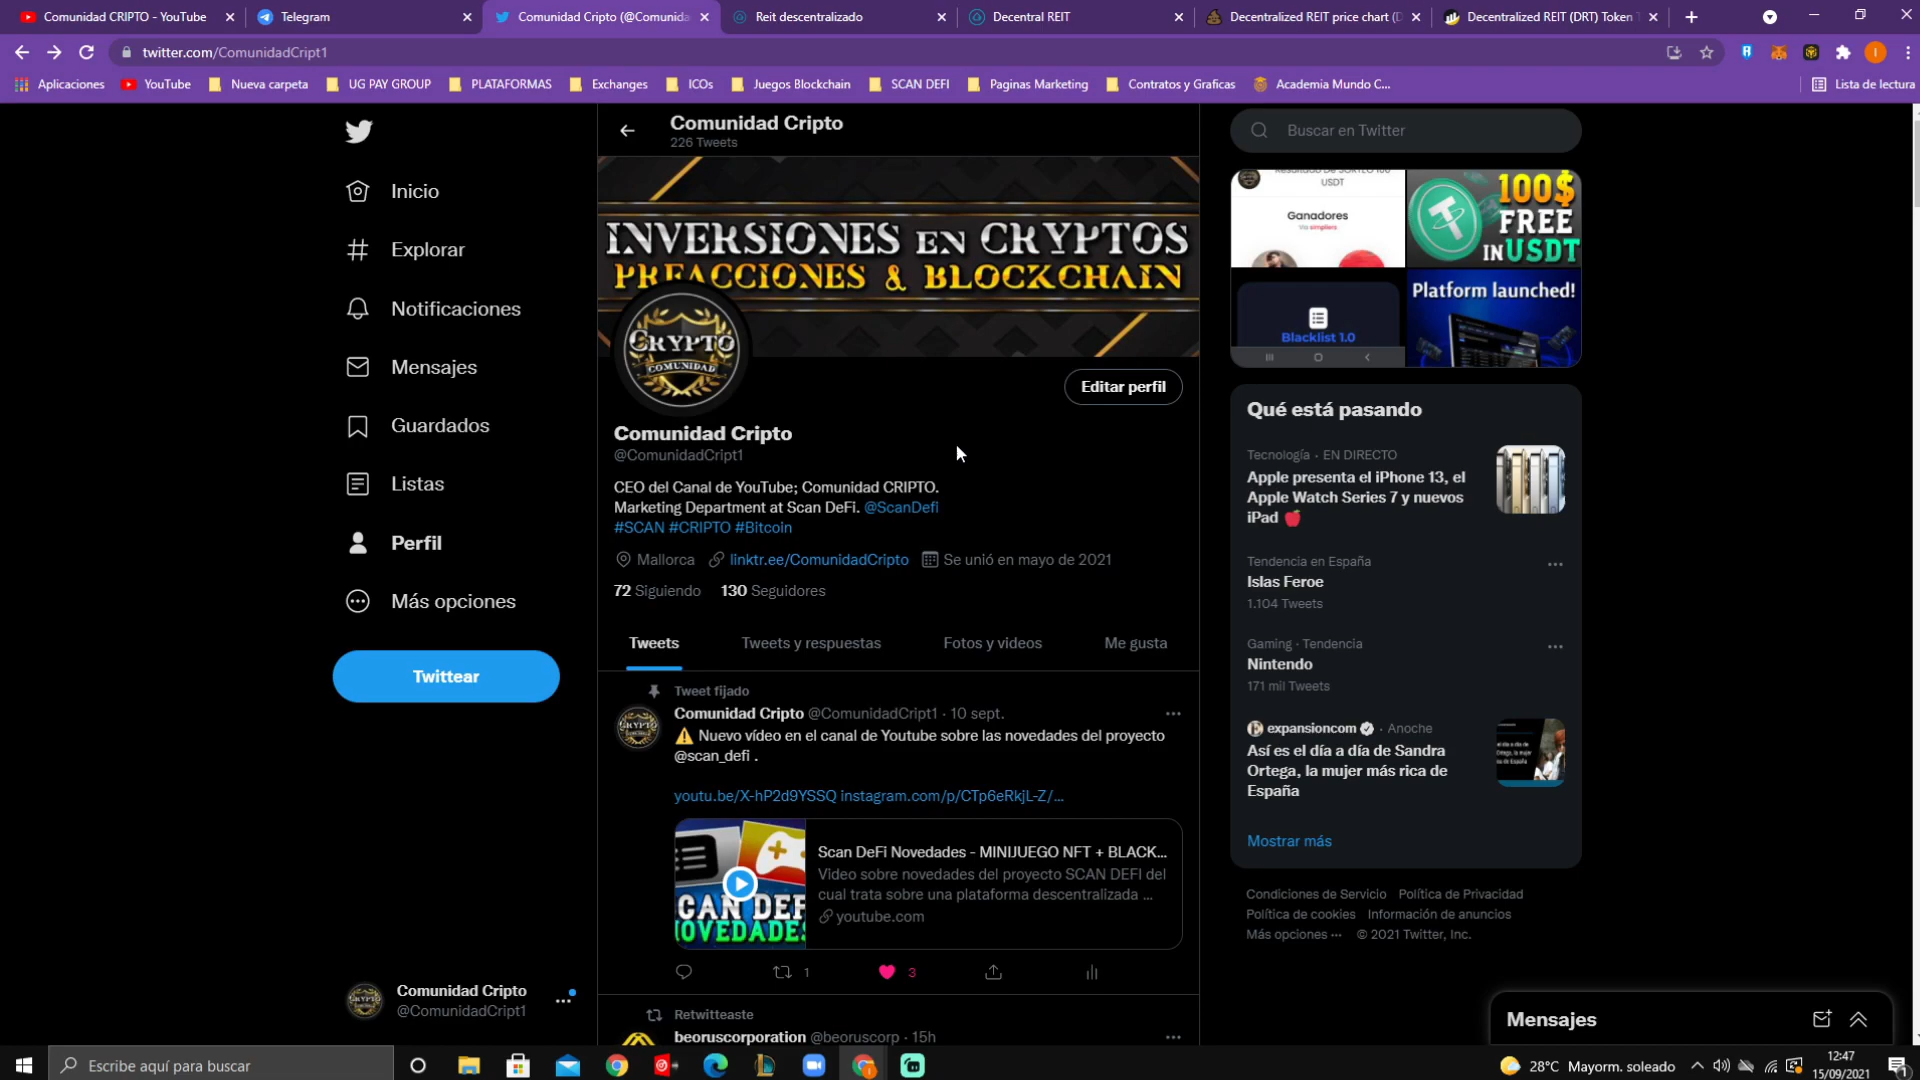 Comunidad CRIPTO - YouTube
Telegram
Comunidad Cripto (@Comunida
Reit descentralizado
Decentral REIT
Decentralized REIT price chart (D
Decentralized REIT (DRT) Token
twitter.com/ComunidadCript1
Aplicaciones
YouTube
Nueva carpeta
UG PAY GROUP
PLATAFORMAS
Exchanges
ICOs
Juegos Blockchain
SCAN DEFI
Paginas Marketing
Contratos y Graficas
Academia Mundo C...
Lista de lectura
Inicio
Explorar
Notificaciones
Mensajes
Guardados
Listas
Perfil
Más opciones
Twittear
Comunidad Cripto
@ComunidadCript1
Comunidad Cripto
226 Tweets
INVERSIONES EN CRYPTOS
PREACCIONES & BLOCKCHAIN
CRYPTO
COMUNIDAD
Editar perfil
Comunidad Cripto
@ComunidadCript1
CEO del Canal de YouTube; Comunidad CRIPTO.
Marketing Department at Scan DeFi. @ScanDefi
#SCAN #CRIPTO #Bitcoin
Mallorca linktr.ee/ComunidadCripto Se unió en mayo de 2021
72 Siguiendo 130 Seguidores
Tweets Tweets y respuestas Fotos y videos Me gusta
Tweet fijado
Comunidad Cripto @ComunidadCript1 · 10 sept.
⚠ Nuevo vídeo en el canal de Youtube sobre las novedades del proyecto
@scan_defi .
youtu.be/X-hP2d9YSSQ instagram.com/p/CTp6eRkjL-Z/...
SCAN DEF
NOVEDADES
Scan DeFi Novedades - MINIJUEGO NFT + BLACK...
Video sobre novedades del proyecto SCAN DEFI del
cual trata sobre una plataforma descentralizada ...
youtube.com
1
3
Retwitteaste
beoruscorporation @beoruscorp · 15h
Buscar en Twitter
Resultado de SORTEO 100
USDT
Ganadores
Via simpliers
100$
FREE
IN USDT
Blacklist 1.0
Platform launched!
Qué está pasando
Tecnología · EN DIRECTO
Apple presenta el iPhone 13, el
Apple Watch Series 7 y nuevos
iPad
Tendencia en España
Islas Feroe
1.104 Tweets
Gaming · Tendencia
Nintendo
171 mil Tweets
expansioncom · Anoche
Así es el día a día de Sandra
Ortega, la mujer más rica de
España
Mostrar más
Condiciones de Servicio Política de Privacidad
Política de cookies Información de anuncios
Más opciones ··· © 2021 Twitter, Inc.
Mensajes
Escribe aquí para buscar
28°C Mayorm. soleado
12:47
15/09/2021
1